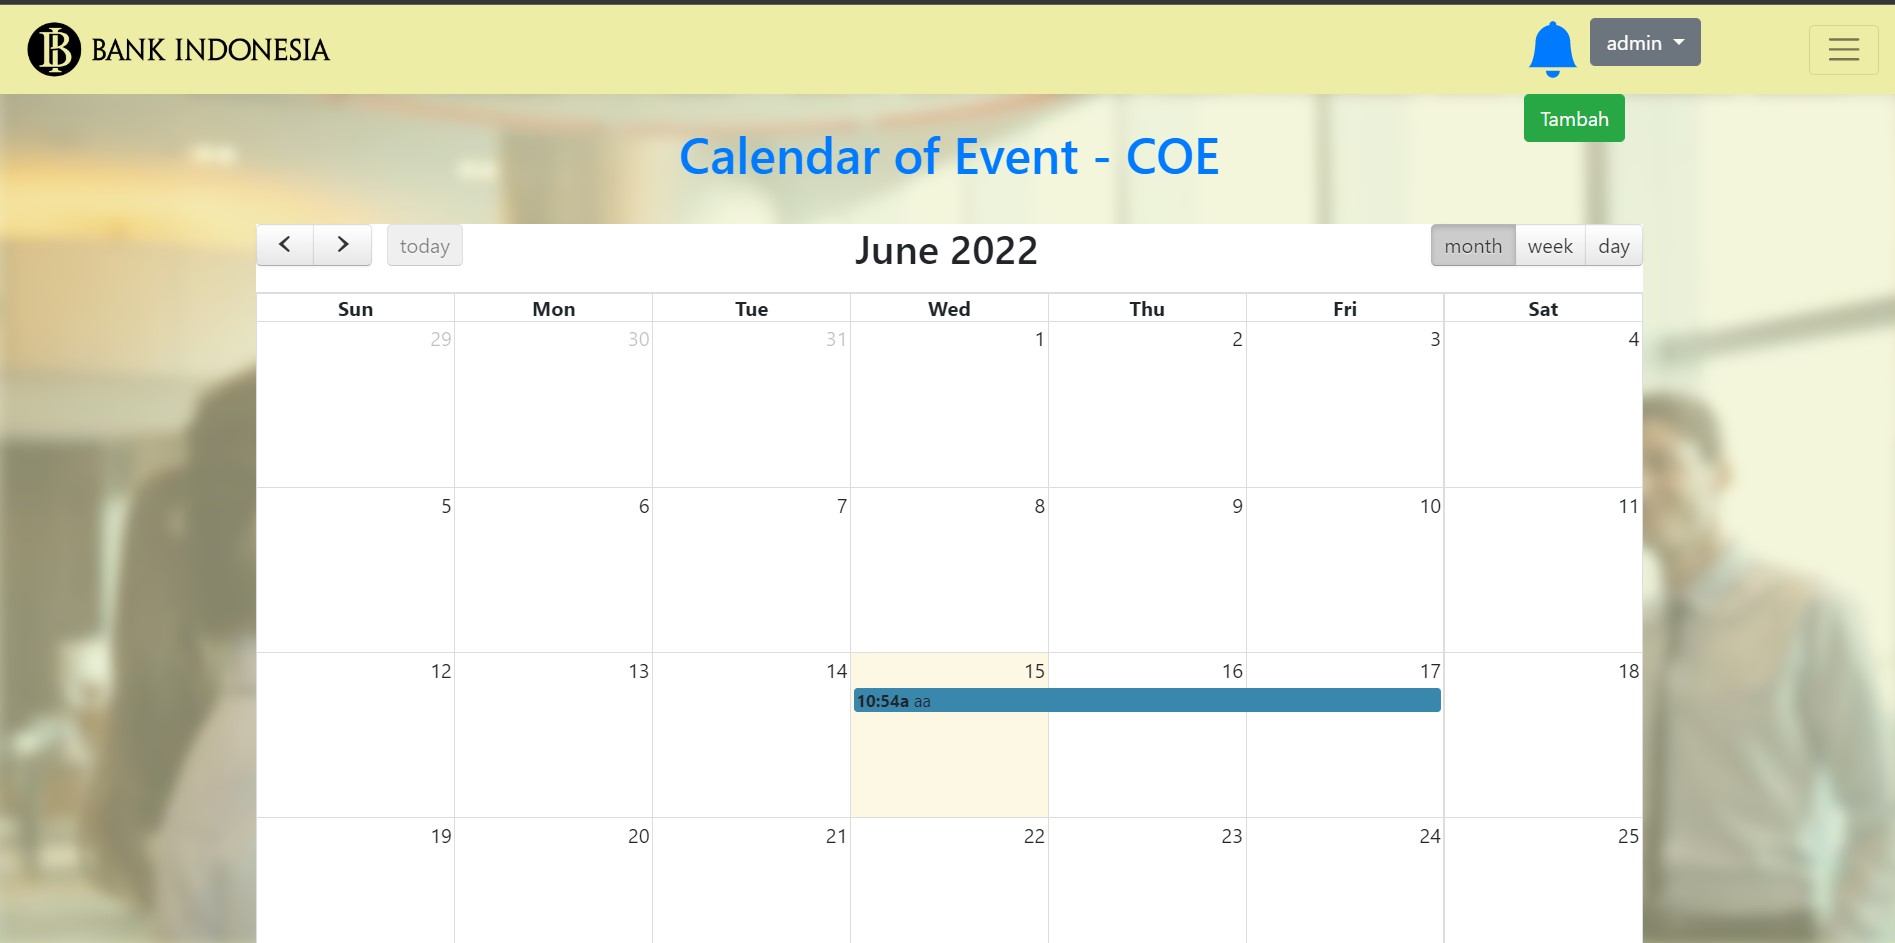 BANK INDONESIA
admin
Tambah
Calendar of Event - COE
today
June 2022
month week day
Sun Mon Tue Wed Thu Fri Sat
29 30 31 1 2 3 4
5 6 7 8 9 10 11
12 13 14 15 16 17 18
10:54a aa
19 20 21 22 23 24 25